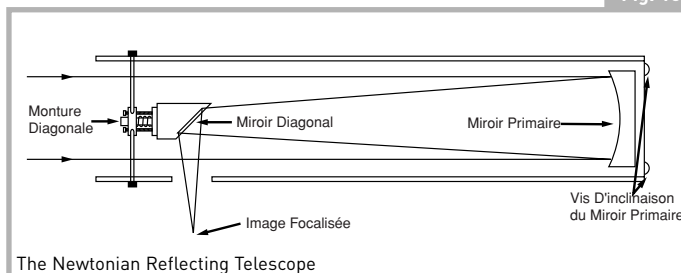 Monture
Diagonale
Miroir Diagonal
Miroir Primaire
Vis D'inclinaison
du Miroir Primaire
Image Focalisée
The Newtonian Reflecting Telescope